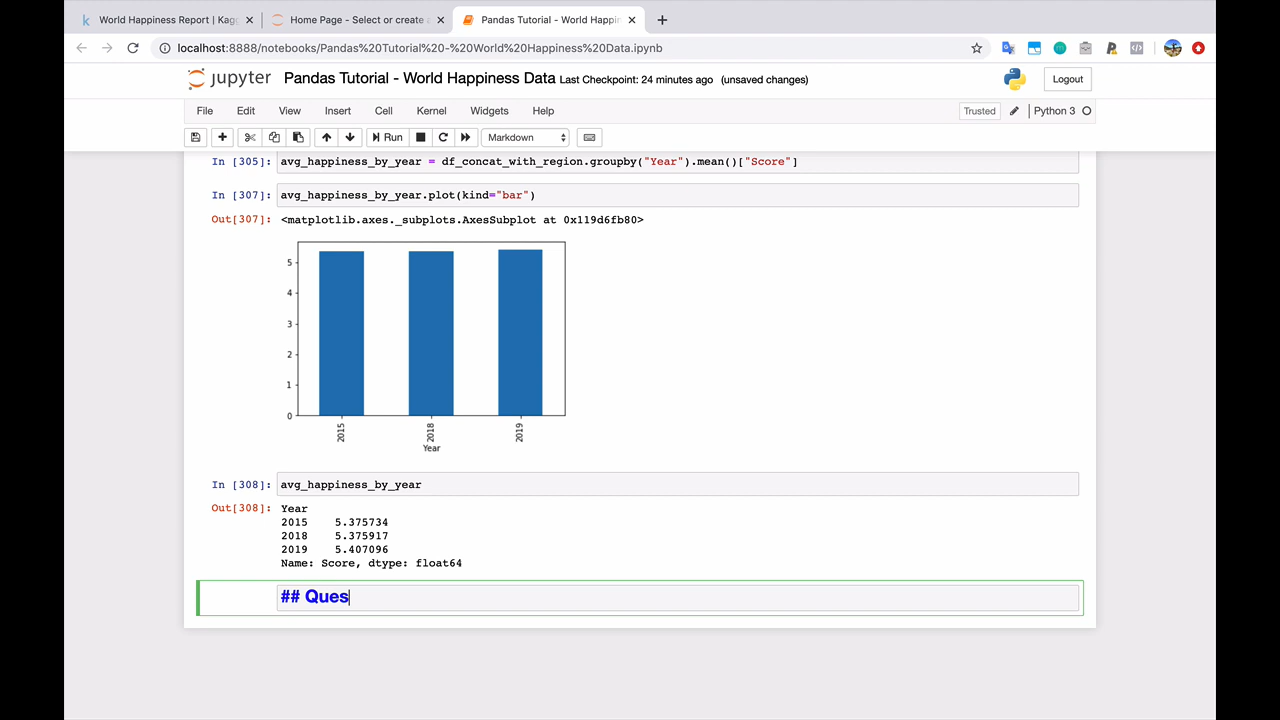 World Happiness Report | Kagg
Home Page - Select or create a
Pandas Tutorial - World Happin
localhost:8888/notebooks/Pandas%20Tutorial%20-%20World%20Happiness%20Data.ipynb
jupyter Pandas Tutorial - World Happiness Data Last Checkpoint: 24 minutes ago (unsaved changes) Logout
File Edit View Insert Cell Kernel Widgets Help Trusted Python 3
Run Markdown
In [305]: avg_happiness_by_year = df_concat_with_region.groupby("Year").mean()["Score"]
In [307]: avg_happiness_by_year.plot(kind="bar")
Out[307]: <matplotlib.axes._subplots.AxesSubplot at 0x119d6fb80>
5
4
3
2
1
0
2015 2018 2019
Year
In [308]: avg_happiness_by_year
Out[308]: Year
2015 5.375734
2018 5.375917
2019 5.407096
Name: Score, dtype: float64
## Ques